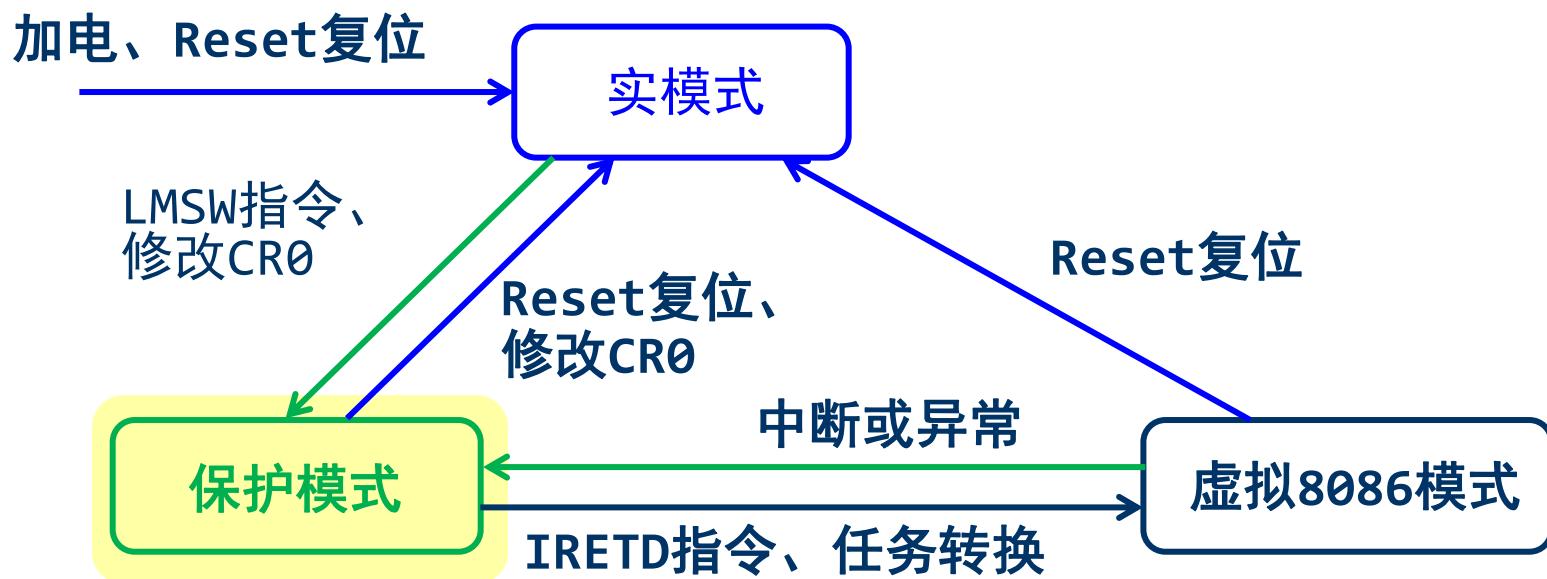 加电、Reset复位
实模式
LMSW指令、
修改CR0
Reset复位
Reset复位、
修改CR0
中断或异常
保护模式
虚拟8086模式
IRETD指令、任务转换